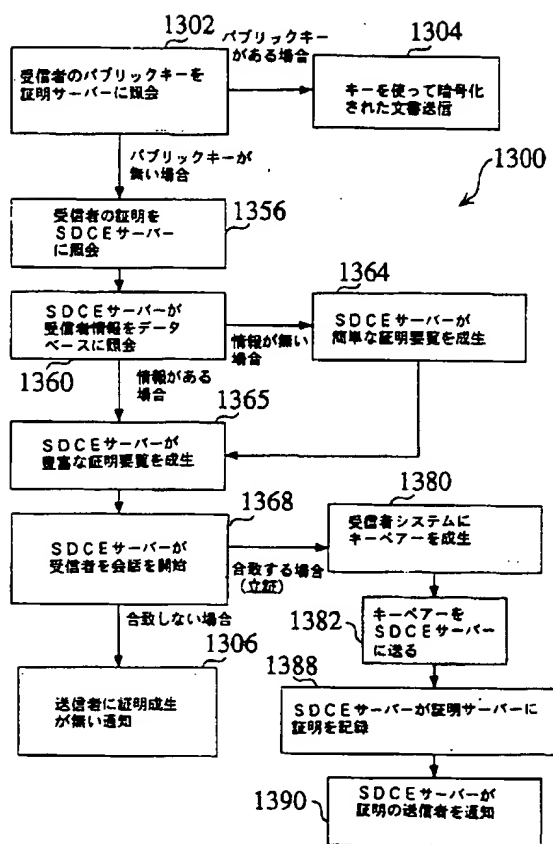 1302
受信者のパブリックキーを
証明サーバーに照会
パブリックキー
がある場合
1304
キーを使って暗号化
された文書送信
1300
パブリックキーが
無い場合
1356
受信者の証明を
SDCEサーバー
に照会
SDCEサーバーが
受信者情報をデータ
ベースに照会
1360
情報が無い
場合
1364
SDCEサーバーが
簡単な証明要覧を成生
情報がある
場合
1365
SDCEサーバーが
豊富な証明要覧を成生
1368
SDCEサーバーが
受信者を会話を開始
合致する場合
(立証)
1380
受信者システムに
キーペアーを成生
1382
キーペアーを
SDCEサーバー
に送る
合致しない場合
1306
送信者に証明成生
が無い通知
1388
SDCEサーバーが証明サーバーに
証明を記録
1390
SDCEサーバーが
証明の送信者を通知